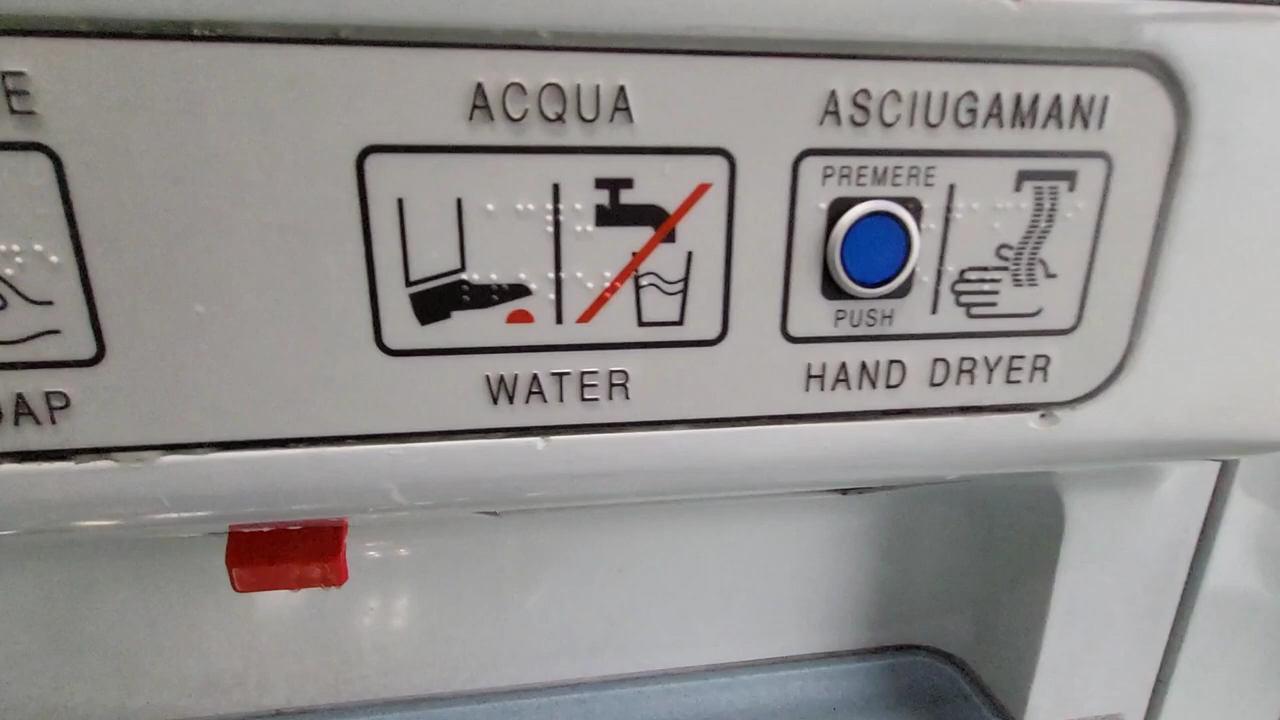 ACQUA
WATER
ASCIUGAMANI
PREMERE
PUSH
HAND DRYER